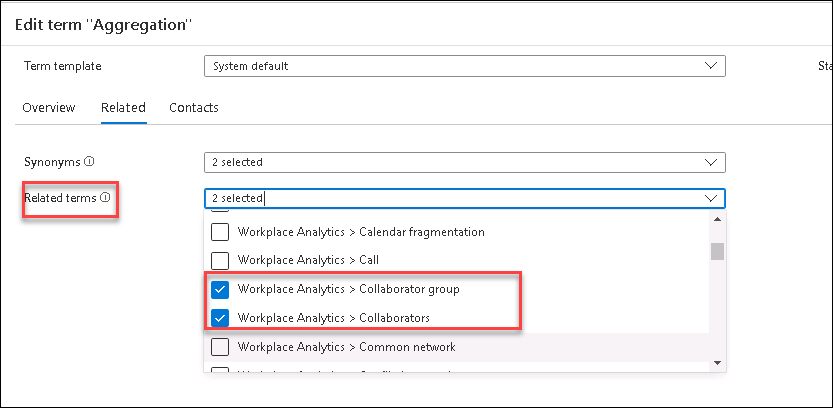 Edit term "Aggregation"
Term template
System default
Sta
Overview
Related
Contacts
Synonyms
2 selected
Related terms
2 selected
Workplace Analytics > Calendar fragmentation
Workplace Analytics > Call
Workplace Analytics > Collaborator group
Workplace Analytics > Collaborators
Workplace Analytics > Common network